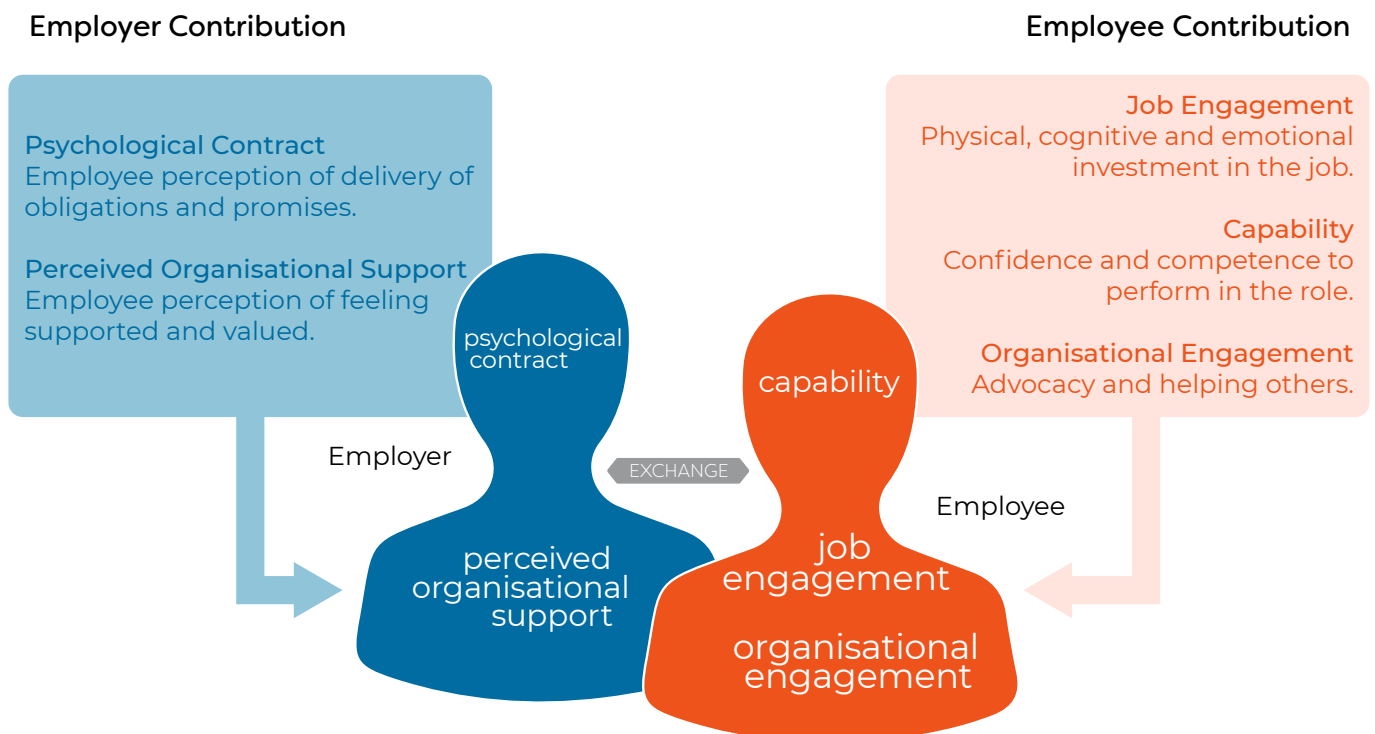 Employer Contribution
Employee Contribution
Psychological Contract
Employee perception of delivery of
obligations and promises.
Perceived Organisational Support
Employee perception of feeling
supported and valued.
Job Engagement
Physical, cognitive and emotional
investment in the job.
Capability
Confidence and competence to
perform in the role.
Organisational Engagement
Advocacy and helping others.
psychological
contract
capability
Employer
EXCHANGE
Employee
perceived
organisational
support
job
engagement
organisational
engagement